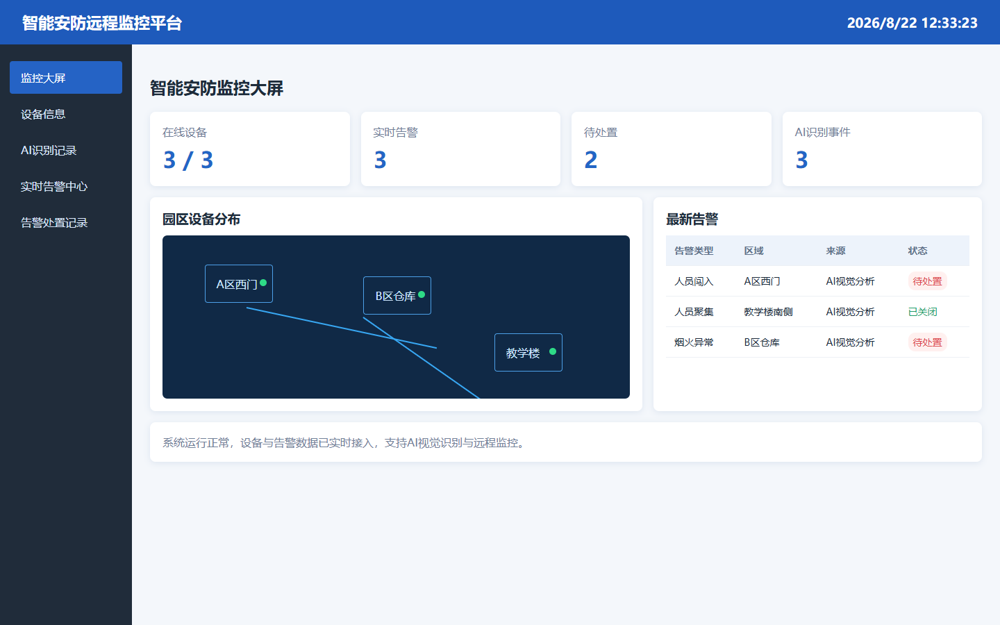 智能安防远程监控平台
2026/8/22 12:33:23
监控大屏
设备信息
AI识别记录
实时告警中心
告警处置记录
智能安防监控大屏
在线设备
3 / 3
实时告警
3
待处置
2
AI识别事件
3
园区设备分布
A区西门
B区仓库
教学楼
最新告警
告警类型 区域 来源 状态
人员闯入 A区西门 AI视觉分析 待处置
人员聚集 教学楼南侧 AI视觉分析 已关闭
烟火异常 B区仓库 AI视觉分析 待处置
系统运行正常，设备与告警数据已实时接入，支持AI视觉识别与远程监控。